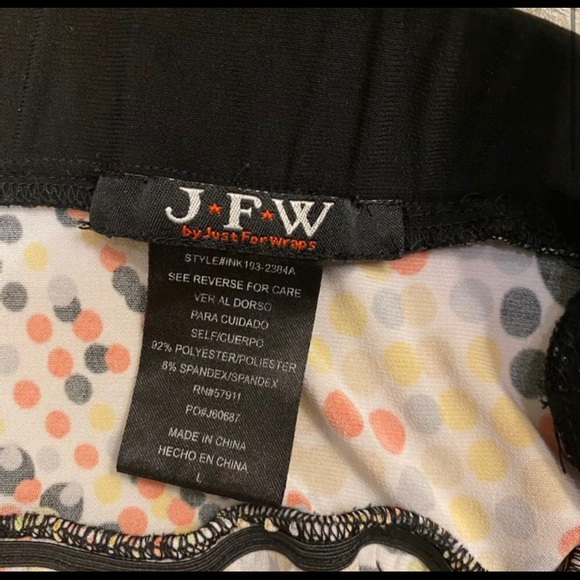 J★F★W
by Just For Wraps
STYLE#INK193-2384A
SEE REVERSE FOR CARE
VER AL DORSO
PARA CUIDADO
SELF/CUERPO
92% POLYESTER/POLIESTER
8% SPANDEX/SPANDEX
RN#57911
PO#J60687
MADE IN CHINA
HECHO EN CHINA
L